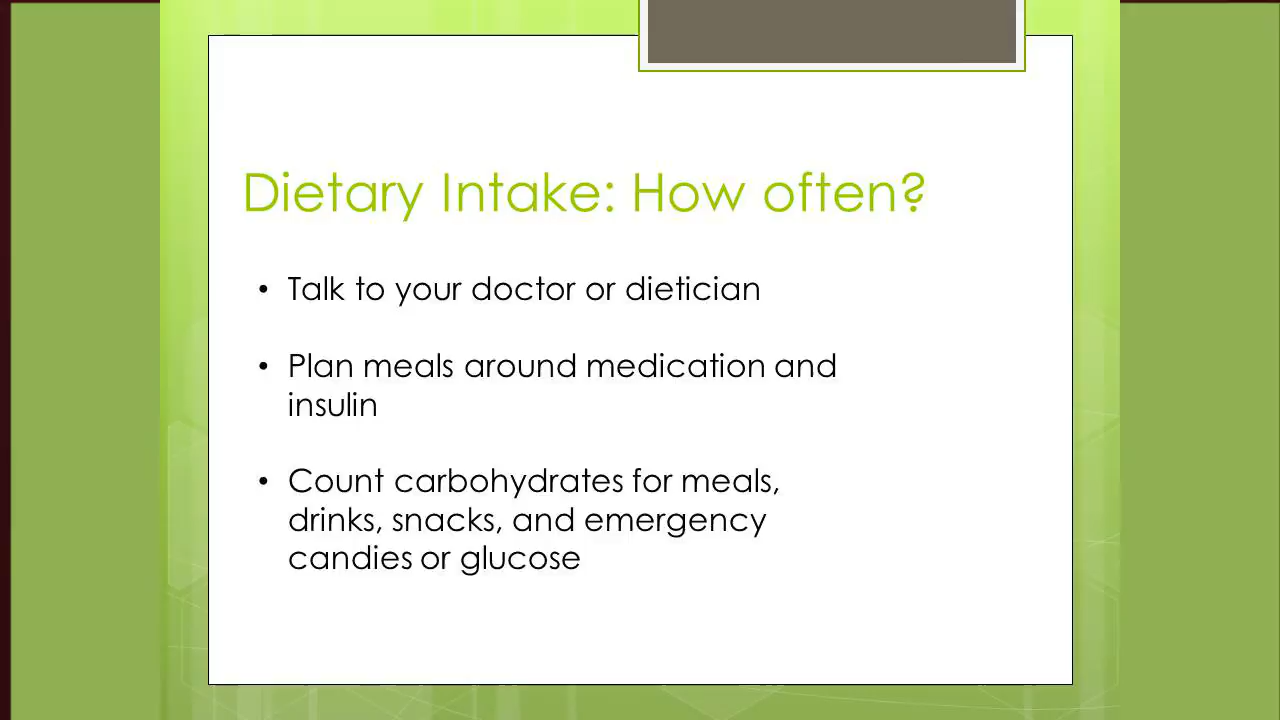 Dietary Intake: How often?
• Talk to your doctor or dietician
• Plan meals around medication and
insulin
• Count carbohydrates for meals,
drinks, snacks, and emergency
candies or glucose